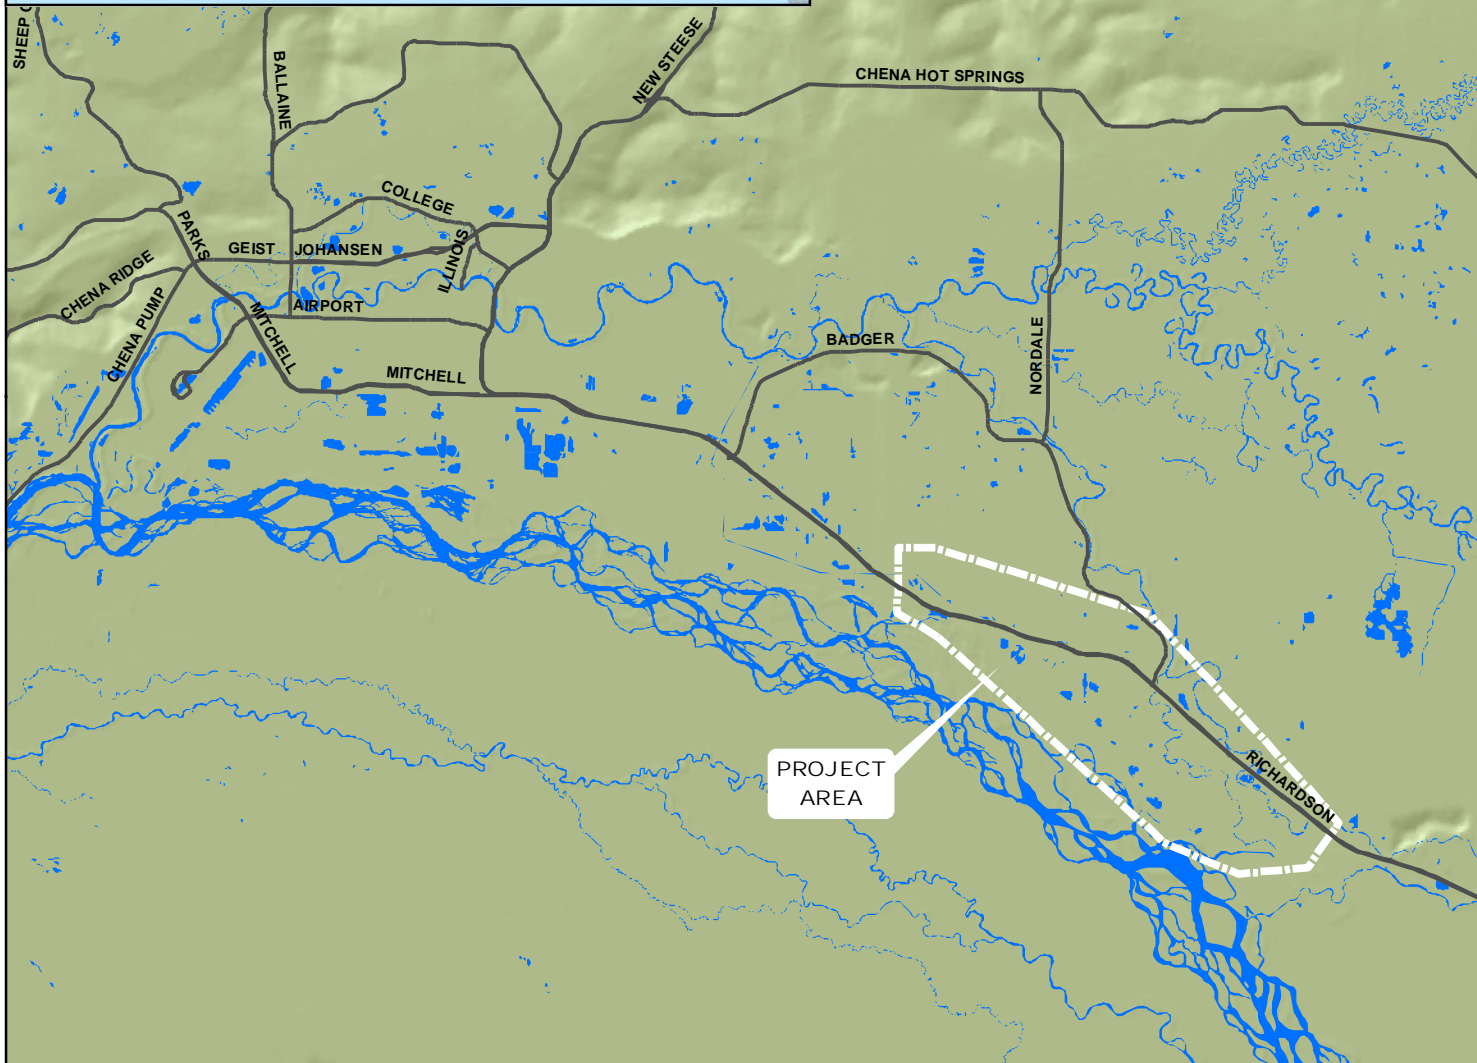 SHEEP C
BALLAINE
NEW STEESE
CHENA HOT SPRINGS
COLLEGE
PARKS
GEIST
JOHANSEN
ILLINOIS
CHENA RIDGE
CHENA PUMP
MITCHELL
AIRPORT
BADGER
NORDALE
MITCHELL
PROJECT
AREA
RICHARDSON